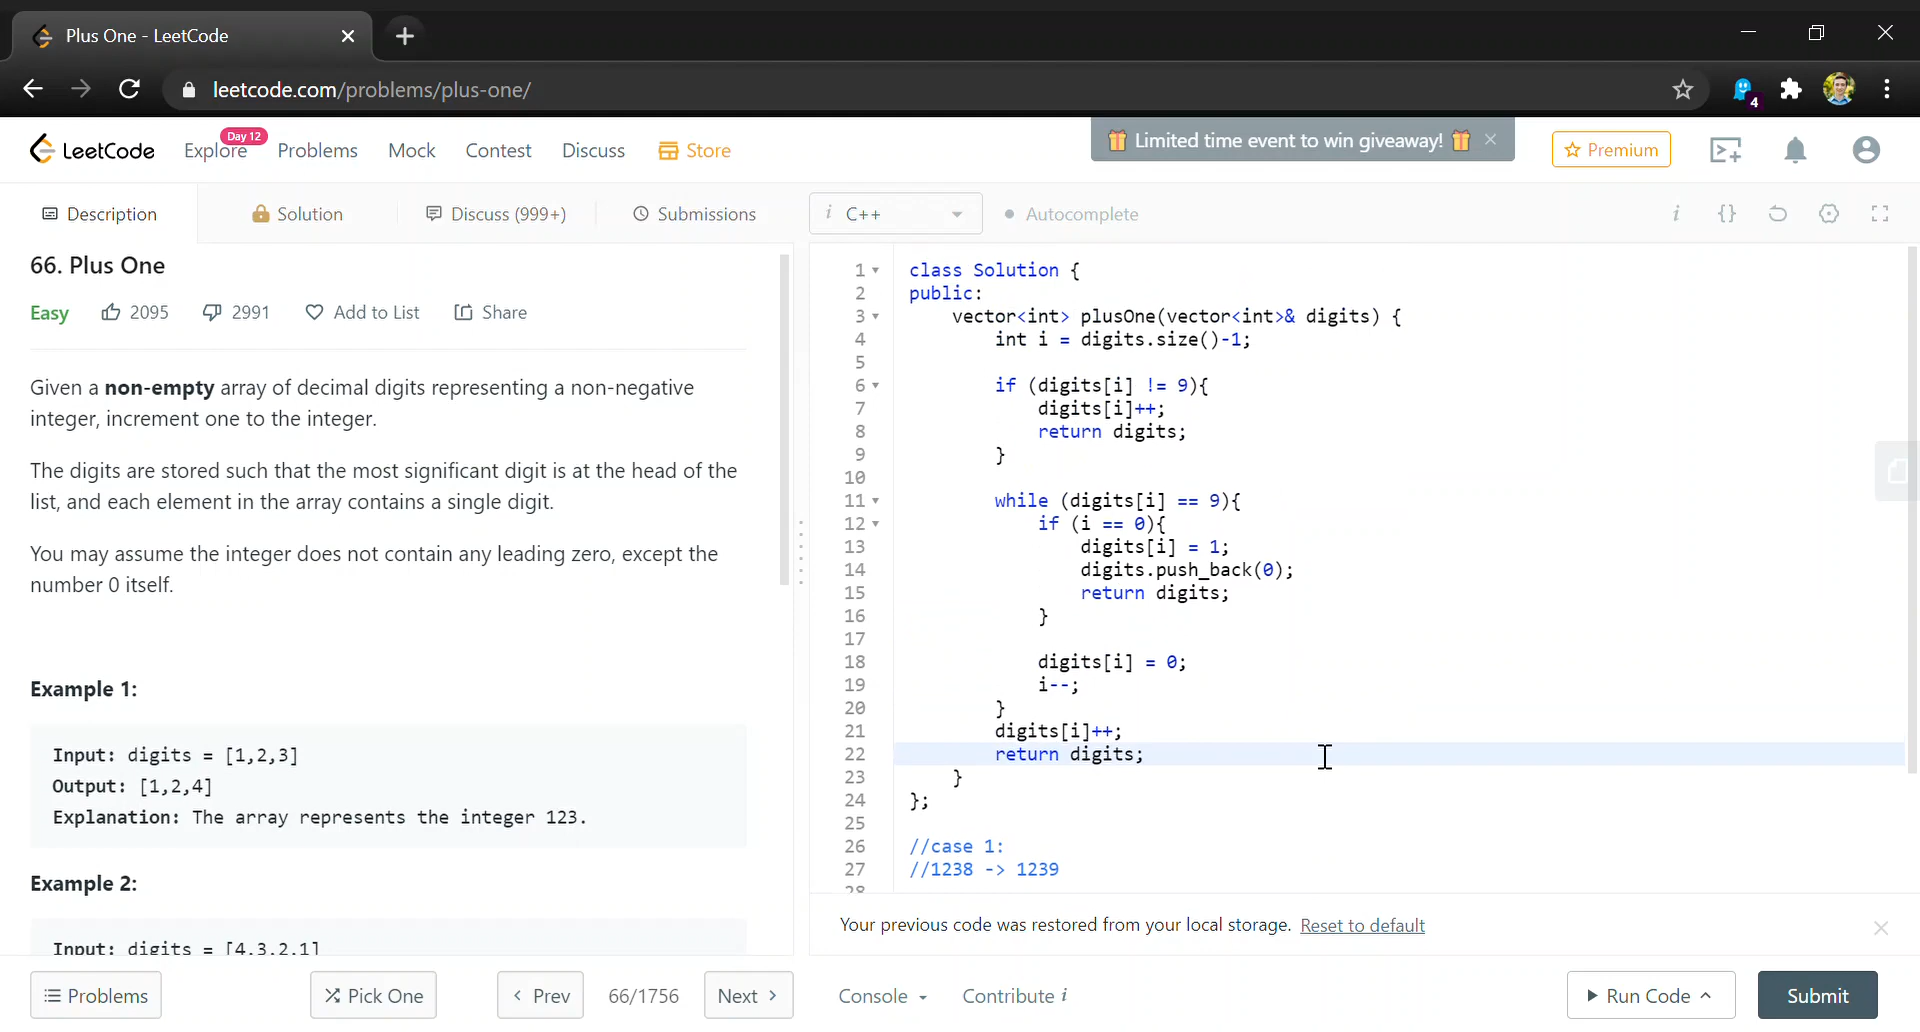 Plus One - LeetCode
leetcode.com/problems/plus-one/
4
LeetCode
Explore
Day 12
Problems
Mock
Contest
Discuss
Store
Limited time event to win giveaway!
Premium
Description
Solution
Discuss (999+)
Submissions
i C++
Autocomplete
66. Plus One
Easy
2095
2991
Add to List
Share
Given a non-empty array of decimal digits representing a non-negative
integer, increment one to the integer.
The digits are stored such that the most significant digit is at the head of the
list, and each element in the array contains a single digit.
You may assume the integer does not contain any leading zero, except the
number 0 itself.
Example 1:
Input: digits = [1,2,3]
Output: [1,2,4]
Explanation: The array represents the integer 123.
Example 2:
Input: digits = [4,3,2,1]
1 class Solution {
2 public:
3 vector<int> plusOne(vector<int>& digits) {
4 int i = digits.size()-1;
5
6 if (digits[i] != 9){
7 digits[i]++;
8 return digits;
9 }
10
11 while (digits[i] == 9){
12 if (i == 0){
13 digits[i] = 1;
14 digits.push_back(0);
15 return digits;
16 }
17
18 digits[i] = 0;
19 i--;
20 }
21 digits[i]++;
22 return digits;
23 }
24 };
25
26 //case 1:
27 //1238 -> 1239
28
Your previous code was restored from your local storage. Reset to default
Problems
Pick One
Prev
66/1756
Next
Console
Contribute i
Run Code
Submit